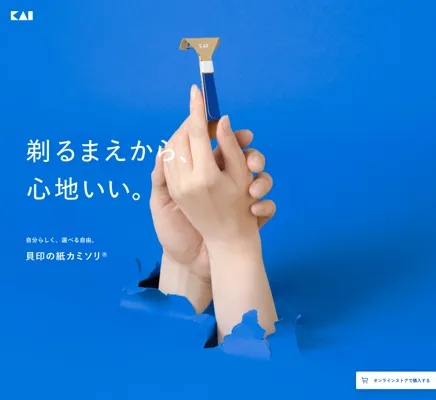 KAI
KAI
剃るまえから、
心地いい。
自分らしく、選べる自由。
貝印の紙カミソリ®
オンラインストアで購入する